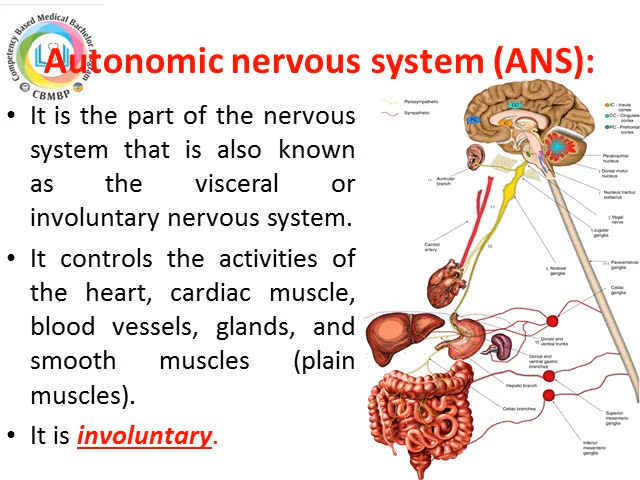 Competency Based Medical Bachelor Program
CBMBP
Autonomic nervous system (ANS):
• It is the part of the nervous
system that is also known
as the visceral or
involuntary nervous system.
• It controls the activities of
the heart, cardiac muscle,
blood vessels, glands, and
smooth muscles (plain
muscles).
• It is involuntary.
Parasympathetic
Sympathetic
CC
IC
PC
IC - Insula
cortex
CC - Cingulate
cortex
PC - Prefrontal
cortex
Parabrachial
nucleus
Dorsal motor
nucleus
Nucleus tractus
solitarius
Vagal
nerve
Jugular
ganglia
Auricular
branch
Carotid
artery
Nodose
ganglia
Paravertebral
ganglia
Celiac
ganglia
Dorsal and
ventral trunks
Dorsal and
ventral gastric
branches
Hepatic branch
Celiac branches
Superior
mesenteric
ganglia
Inferior
mesenteric
ganglia